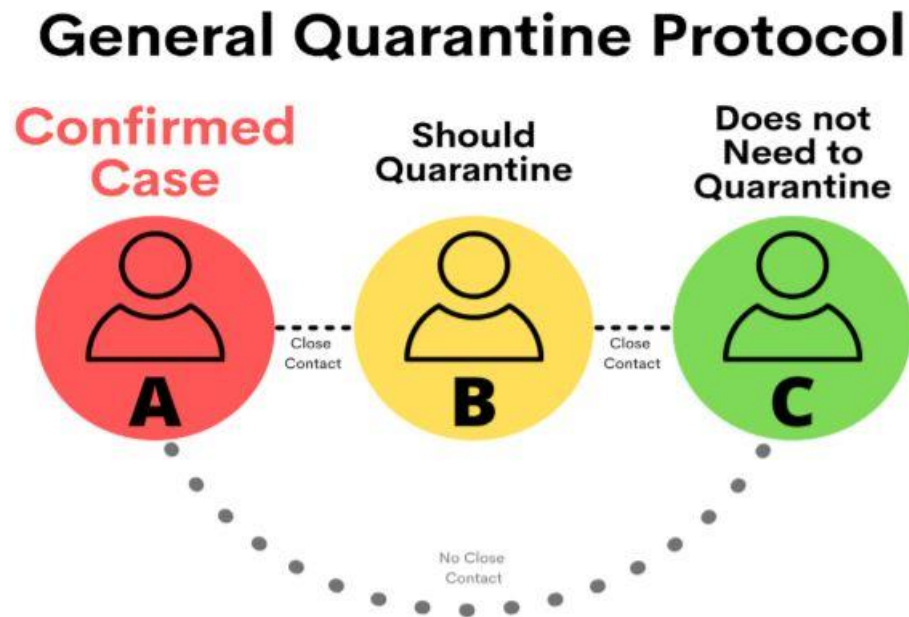 General Quarantine Protocol
Confirmed
Case
Should
Quarantine
Does not
Need to
Quarantine
Close
Contact
Close
Contact
A
B
C
No Close
Contact